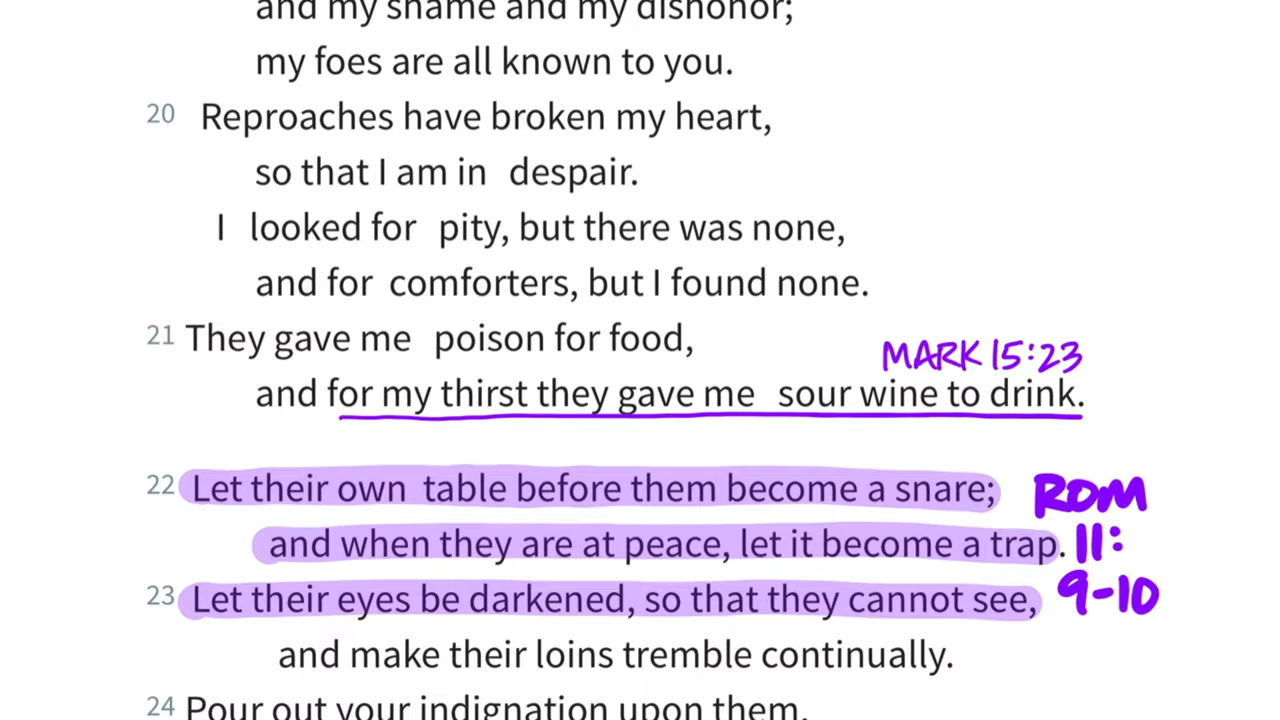 and my shame and my dishonor;
my foes are all known to you.
20 Reproaches have broken my heart,
so that I am in despair.
I looked for pity, but there was none,
and for comforters, but I found none.
21 They gave me poison for food,
MARK 15:23
and for my thirst they gave me sour wine to drink.
22 Let their own table before them become a snare;
ROM
and when they are at peace, let it become a trap.
11:
23 Let their eyes be darkened, so that they cannot see,
9-10
and make their loins tremble continually.
24 Pour out your indignation upon them,